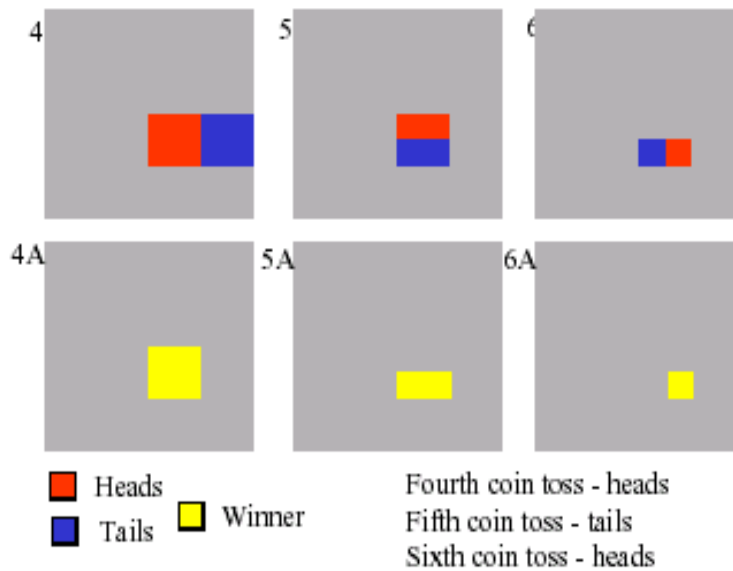 4
5
6
4A
5A
6A
Heads
Tails
Winner
Fourth coin toss - heads
Fifth coin toss - tails
Sixth coin toss - heads